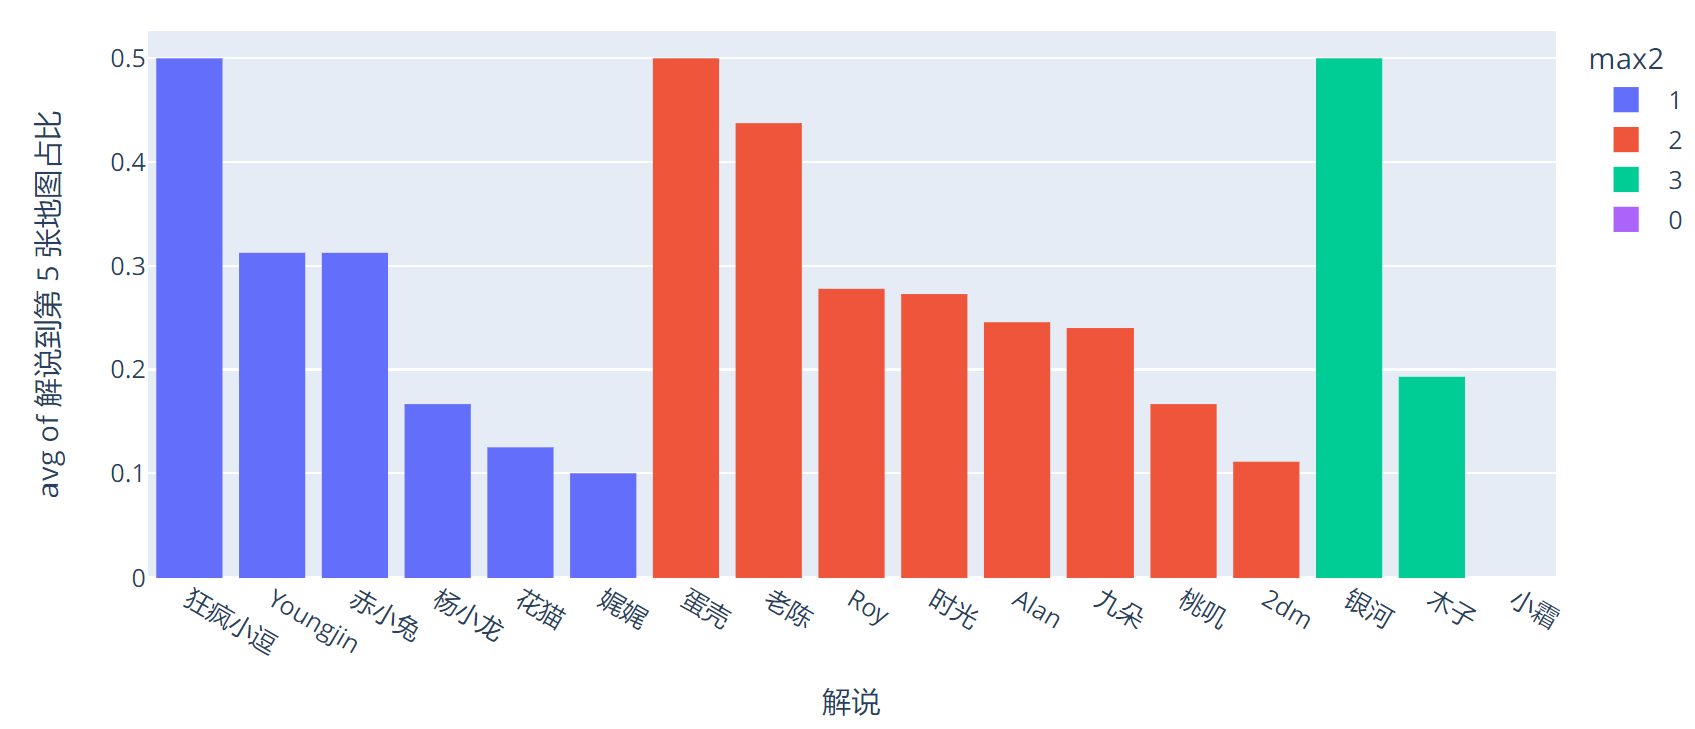 0.5
0.4
0.3
0.2
0.1
0
avg of 解说到第 5 张地图占比
狂疯小逗
Youngjin
赤小兔
杨小龙
花猫
娓娓
蛋壳
老陈
Roy
时光
Alan
九朵
桃叽
2dm
银河
木子
小霜
解说
max2
1
2
3
0